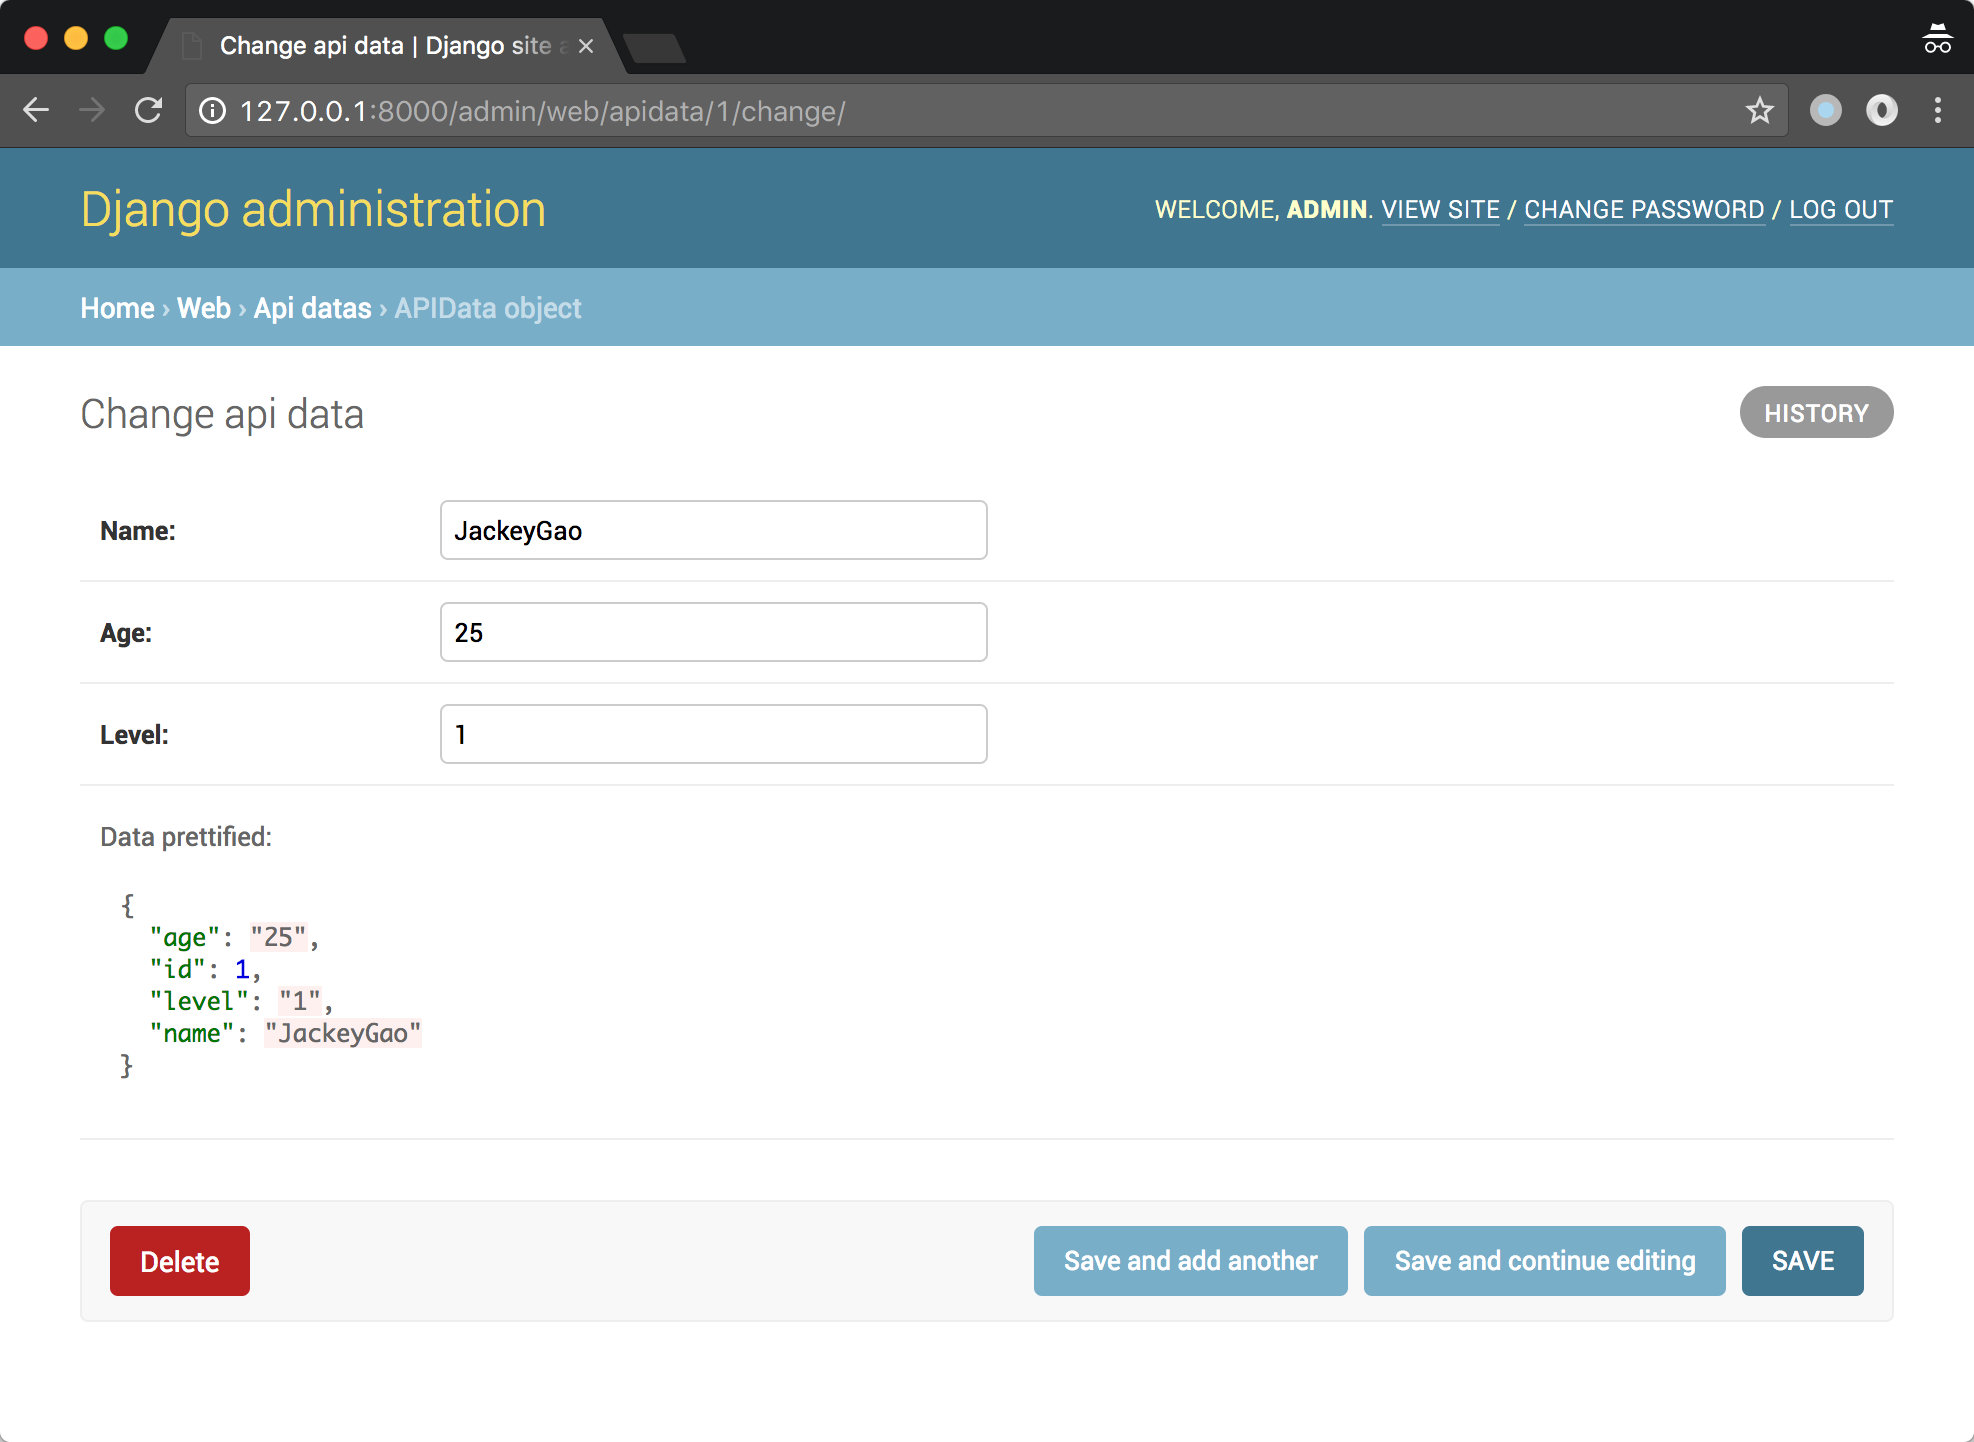 Change api data | Django site a
127.0.0.1:8000/admin/web/apidata/1/change/
Django administration
WELCOME, ADMIN. VIEW SITE / CHANGE PASSWORD / LOG OUT
Home › Web › Api datas › APIData object
Change api data
HISTORY
Name: JackeyGao
Age: 25
Level: 1
Data prettified:
{
"age": "25",
"id": 1,
"level": "1",
"name": "JackeyGao"
}
Delete
Save and add another
Save and continue editing
SAVE